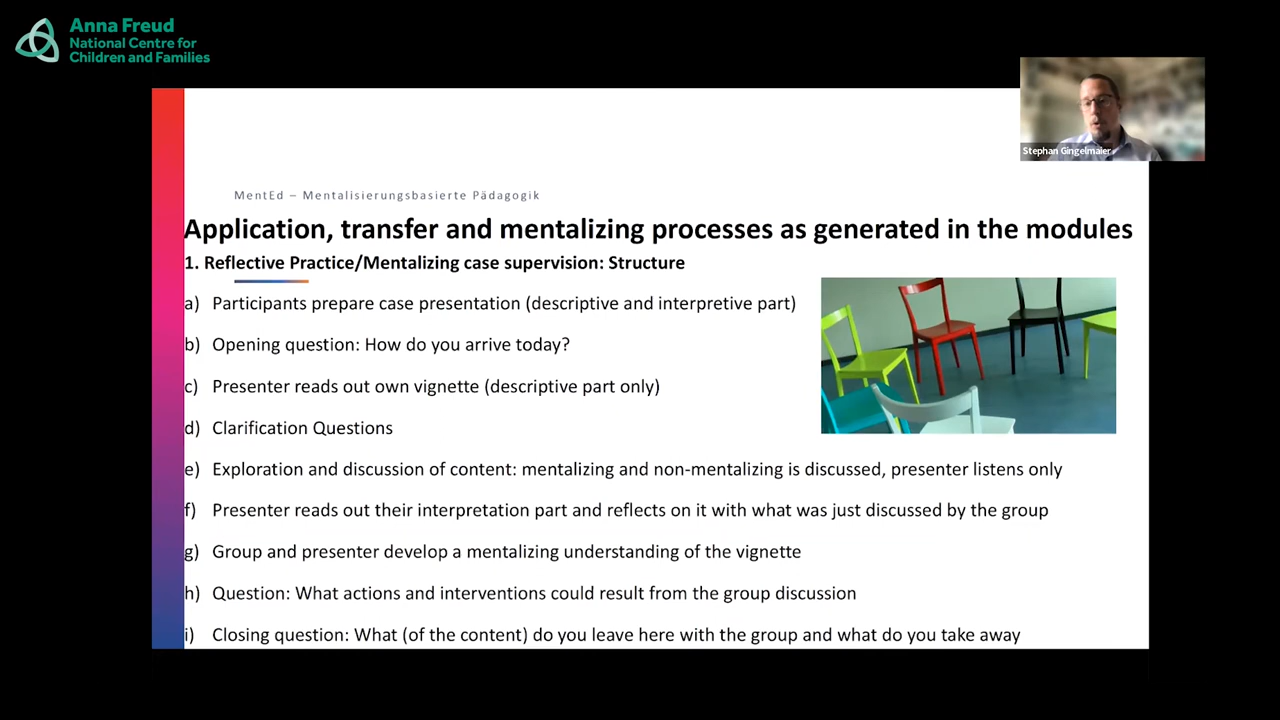 Anna Freud
National Centre for
Children and Families
Stephan Gingelmaier
MentEd – Mentalisierungsbasierte Pädagogik
Application, transfer and mentalizing processes as generated in the modules
1. Reflective Practice/Mentalizing case supervision: Structure
a) Participants prepare case presentation (descriptive and interpretive part)
b) Opening question: How do you arrive today?
c) Presenter reads out own vignette (descriptive part only)
d) Clarification Questions
e) Exploration and discussion of content: mentalizing and non-mentalizing is discussed, presenter listens only
f) Presenter reads out their interpretation part and reflects on it with what was just discussed by the group
g) Group and presenter develop a mentalizing understanding of the vignette
h) Question: What actions and interventions could result from the group discussion
i) Closing question: What (of the content) do you leave here with the group and what do you take away